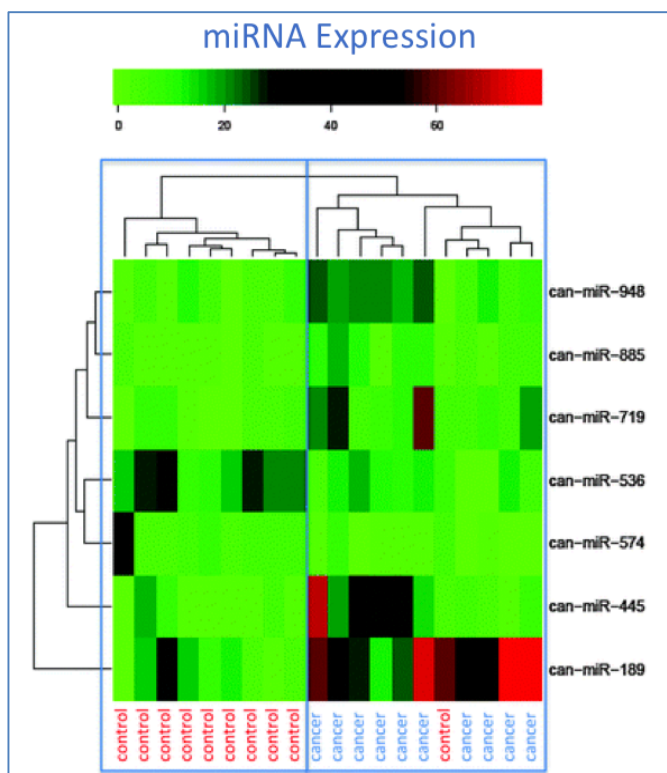 miRNA Expression
0 20 40 60
can-miR-948
can-miR-885
can-miR-719
can-miR-536
can-miR-574
can-miR-445
can-miR-189
control
control
control
control
control
control
control
control
control
cancer
cancer
cancer
cancer
cancer
cancer
control
cancer
cancer
cancer
cancer